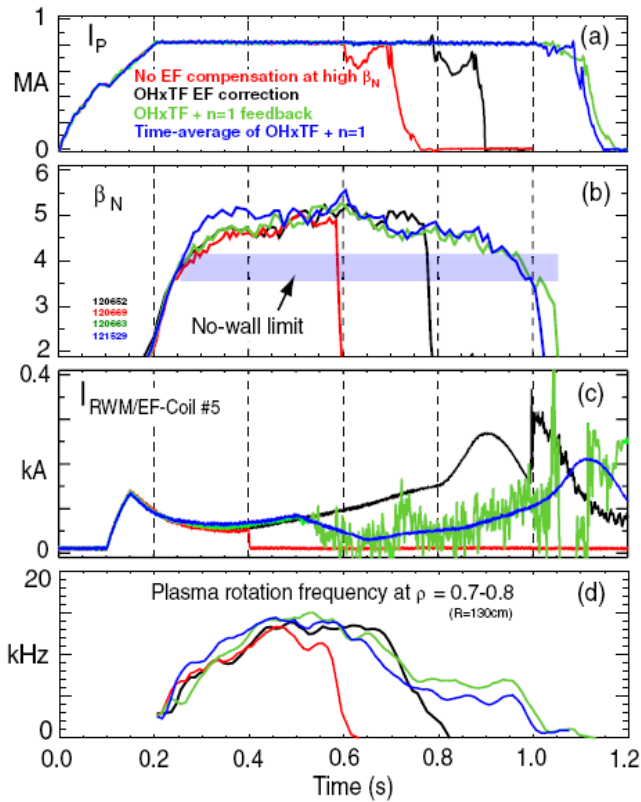 I_P
(a)
1
MA
0
No EF compensation at high β_N
OHxTF EF correction
OHxTF + n=1 feedback
Time-average of OHxTF + n=1
6
β_N
(b)
5
4
3
2
120652
120669
120663
121529
No-wall limit
0.4
I_RWM/EF-Coil #5
(c)
kA
0
20
Plasma rotation frequency at ρ = 0.7-0.8
(R=130cm)
(d)
kHz
0
0.0 0.2 0.4 0.6 0.8 1.0 1.2
Time (s)